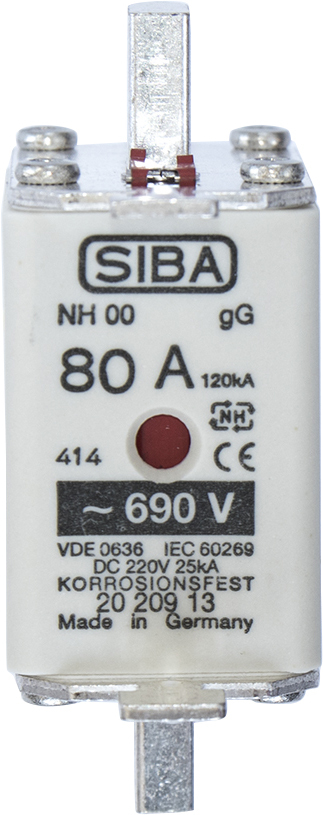 SIBA
NH 00 gG
80 A 120kA
NH
414 CE
~ 690 V
VDE 0636 IEC 60269
DC 220V 25kA
KORROSIONSFEST
20 209 13
Made in Germany